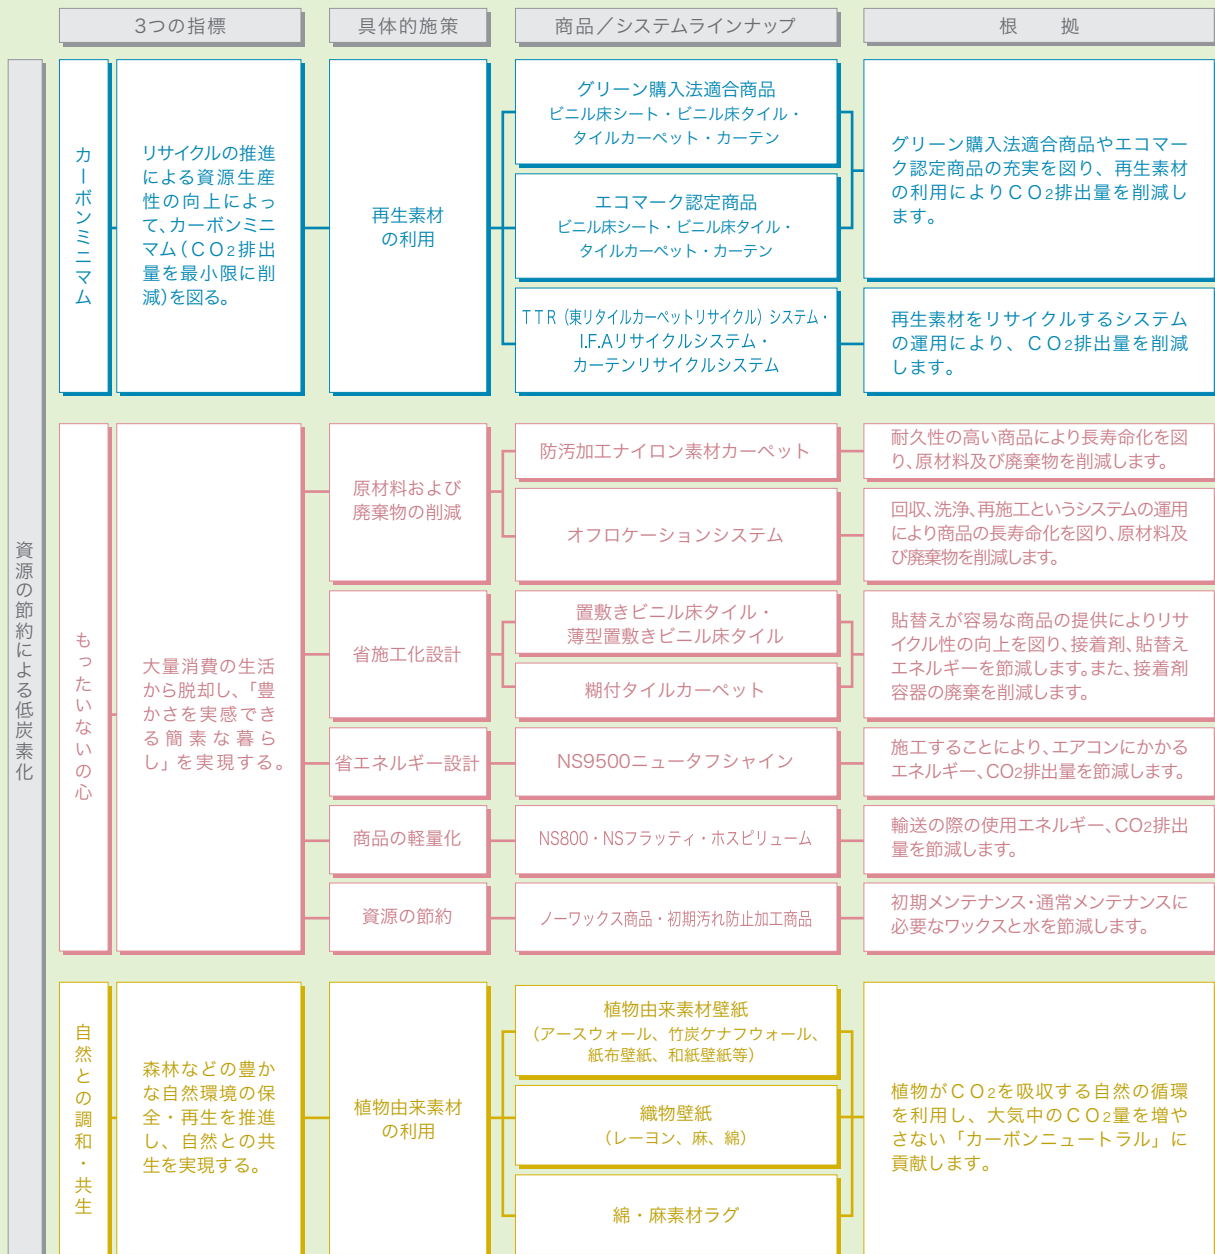 3つの指標
具体的施策
商品／システムラインナップ
根　拠
資源の節約による低炭素化
カーボンミニマム
リサイクルの推進
による資源生産
性の向上によっ
て、カーボンミニ
マム（ＣＯ2排出
量を最小限に削
減）を図る。
再生素材
の利用
グリーン購入法適合商品
ビニル床シート・ビニル床タイル・
タイルカーペット・カーテン
エコマーク認定商品
ビニル床シート・ビニル床タイル・
タイルカーペット・カーテン
グリーン購入法適合商品やエコマー
ク認定商品の充実を図り、再生素材
の利用によりＣＯ2排出量を削減し
ます。
ＴＴＲ（東リタイルカーペットリサイクル）システム・
I.F.Aリサイクルシステム・
カーテンリサイクルシステム
再生素材をリサイクルするシステム
の運用により、ＣＯ2排出量を削減
します。
もったいないの心
大量消費の生活
から脱却し、「豊
かさを実感でき
る簡素な暮ら
し」を実現する。
原材料および
廃棄物の削減
防汚加工ナイロン素材カーペット
耐久性の高い商品により長寿命化を図
り、原材料及び廃棄物を削減します。
オフロケーションシステム
回収、洗浄、再施工というシステムの運用
により商品の長寿命化を図り、原材料及
び廃棄物を削減します。
省施工化設計
置敷きビニル床タイル・
薄型置敷きビニル床タイル
糊付タイルカーペット
貼替えが容易な商品の提供によりリサ
イクル性の向上を図り、接着剤、貼替え
エネルギーを節減します。また、接着剤
容器の廃棄を削減します。
省エネルギー設計
NS9500ニュータフシャイン
施工することにより、エアコンにかかる
エネルギー、CO2排出量を節減します。
商品の軽量化
NS800・NSフラッティ・ホスピリューム
輸送の際の使用エネルギー、CO2排出
量を節減します。
資源の節約
ノーワックス商品・初期汚れ防止加工商品
初期メンテナンス・通常メンテナンスに
必要なワックスと水を節減します。
自然との調和・共生
森林などの豊か
な自然環境の保
全・再生を推進
し、自然との共
生を実現する。
植物由来素材
の利用
植物由来素材壁紙
（アースウォール、竹炭ケナフウォール、
紙布壁紙、和紙壁紙等）
織物壁紙
（レーヨン、麻、綿）
綿・麻素材ラグ
植物がＣＯ2を吸収する自然の循環
を利用し、大気中のＣＯ2量を増や
さない「カーボンニュートラル」に
貢献します。